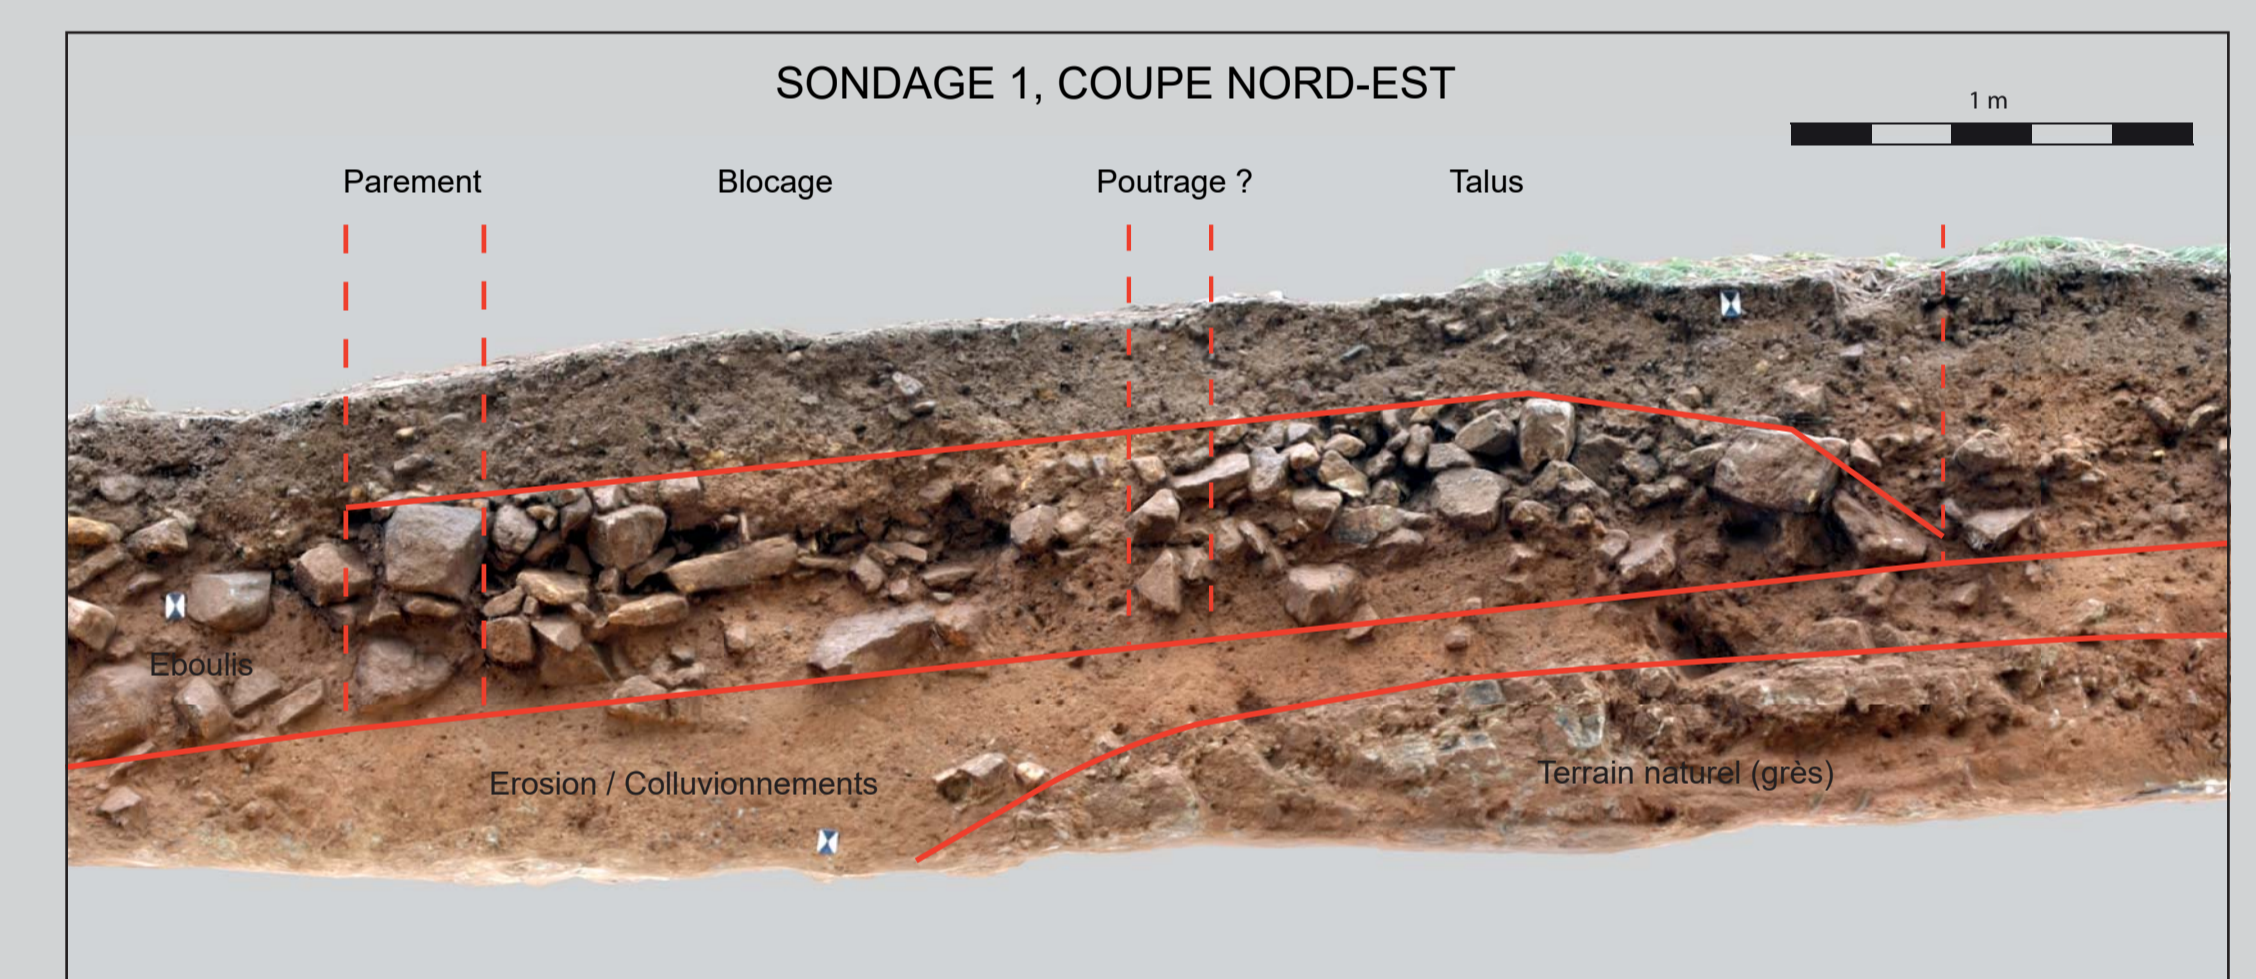 SONDAGE 1, COUPE NORD-EST
1 m
Parement
Blocage
Poutrage ?
Talus
Eboulis
Erosion / Colluvionnements
Terrain naturel (grès)